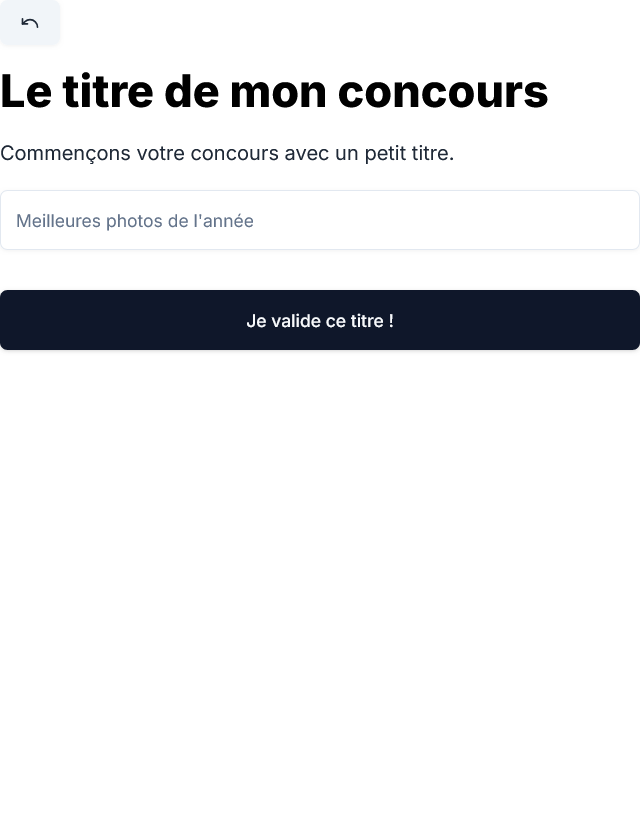 Le titre de mon concours
Commençons votre concours avec un petit titre.
Meilleures photos de l'année
Je valide ce titre !